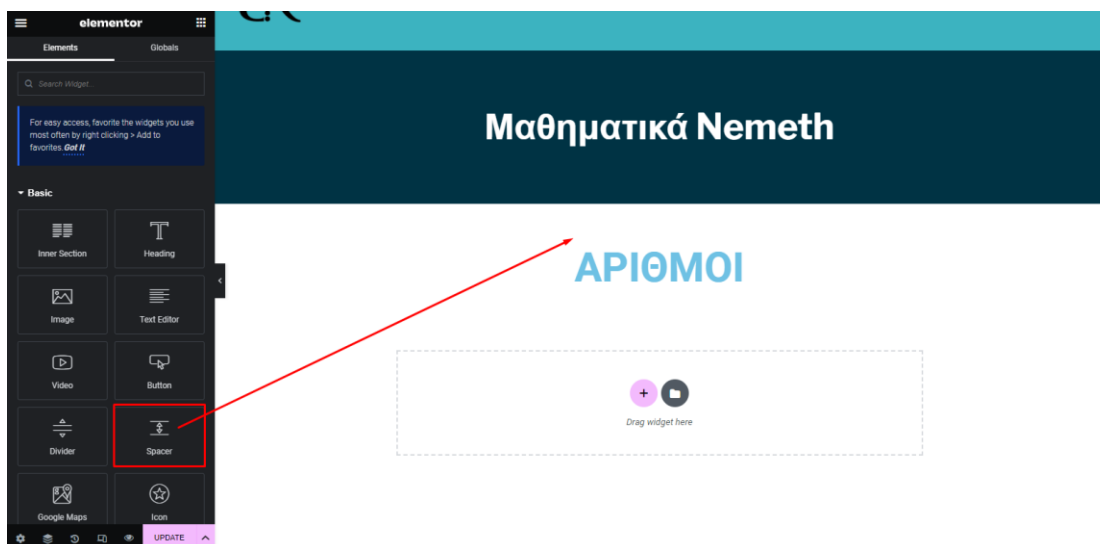 elementor
Elements
Globals
Search Widget...
For easy access, favorite the widgets you use
most often by right clicking > Add to
favorites. Got It
Basic
Inner Section
Heading
Image
Text Editor
Video
Button
Divider
Spacer
Google Maps
Icon
UPDATE
Μαθηματικά Nemeth
ΑΡΙΘΜΟΙ
Drag widget here